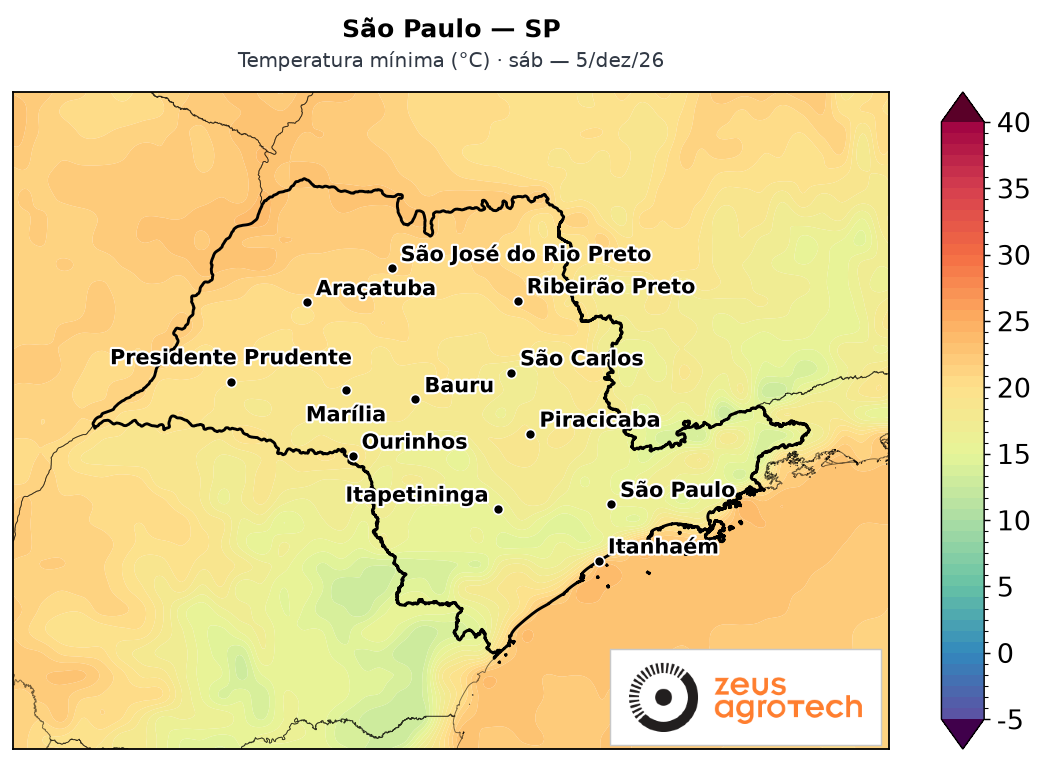 São Paulo — SP
Temperatura mínima (°C) · sáb — 5/dez/26
40
35
30
25
20
15
10
5
0
-5
São José do Rio Preto
Araçatuba
Ribeirão Preto
Presidente Prudente
São Carlos
Bauru
Marília
Piracicaba
Ourinhos
Itapetininga
São Paulo
Itanhaém
zeus
agrotech